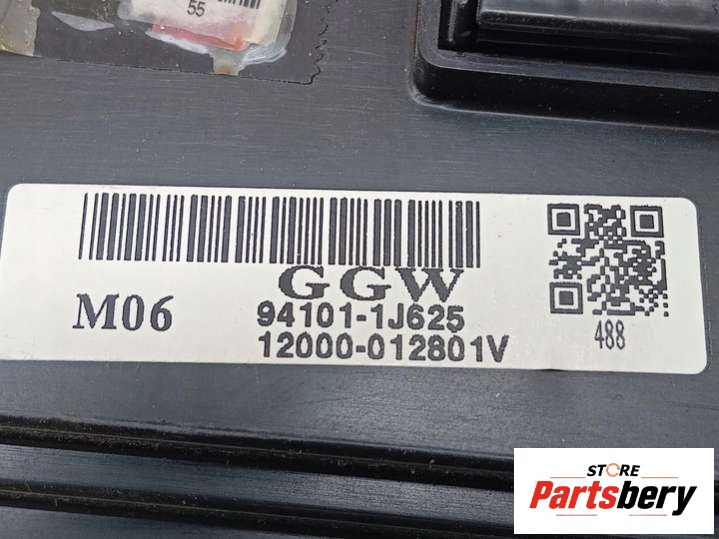 55
GGW
M06
94101-1J625
12000-012801V
488
STORE
Partsbery